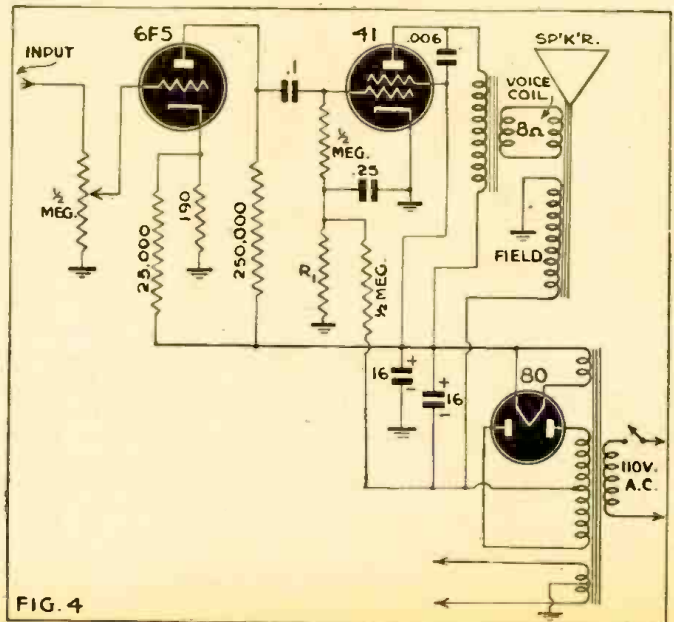 6F5
41
.006
SP'K'R.
INPUT
.1
VOICE
COIL
8Ω
½
MEG.
½
MEG.
.25
25,000
190
250,000
R₁
½ MEG.
FIELD
16
+
-
16
+
-
80
110V.
A.C.
FIG. 4